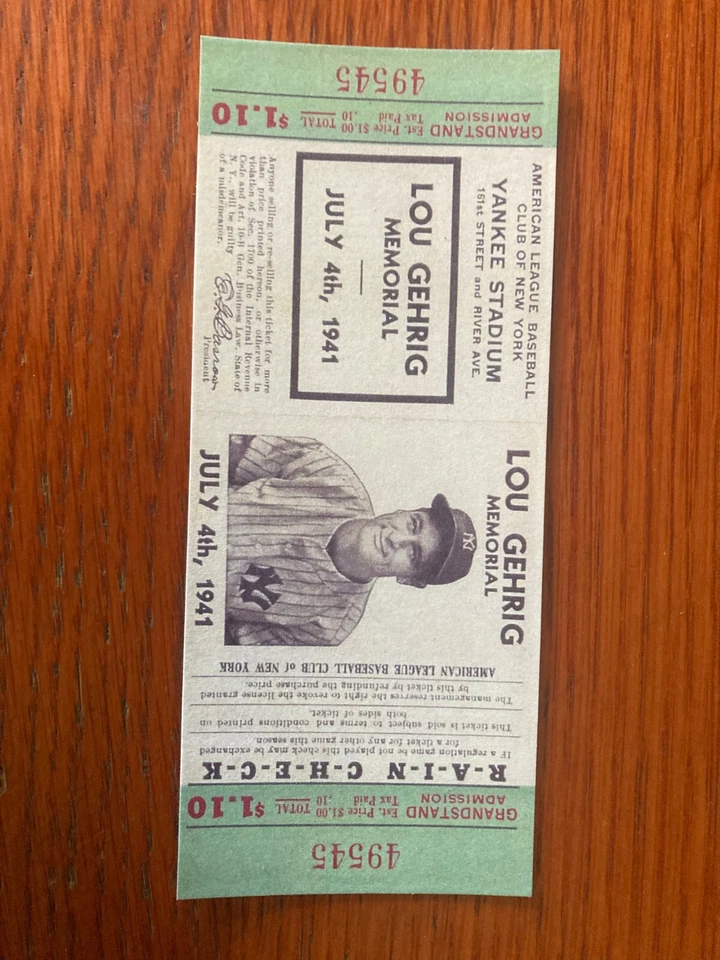 49545
GRANDSTAND
ADMISSION
Est. Price $1.00
Tax Paid .10
TOTAL $1.10
AMERICAN LEAGUE BASEBALL
CLUB OF NEW YORK
YANKEE STADIUM
161st STREET and RIVER AVE.
LOU GEHRIG
MEMORIAL
JULY 4th, 1941
Anyone selling or re-selling this ticket for more
than price printed hereon, or otherwise in
violation of Sec. 1700 of the Internal Revenue
Code and Art. 10-B Gen. Business Law, State of
N. Y., will be guilty
of a misdemeanor.
President
LOU GEHRIG
MEMORIAL
NY
NY
JULY 4th, 1941
AMERICAN LEAGUE BASEBALL CLUB of NEW YORK
The management reserves the right to revoke the license granted
by this ticket by refunding the purchase price.
This ticket is sold subject to terms and conditions printed on
both sides of ticket.
IF a regulation game is not played this check may be exchanged
for a ticket for any other game this season
R-A-I-N C-H-E-C-K
GRANDSTAND
ADMISSION
Est. Price $1.00
Tax Paid .10
TOTAL $1.10
49545